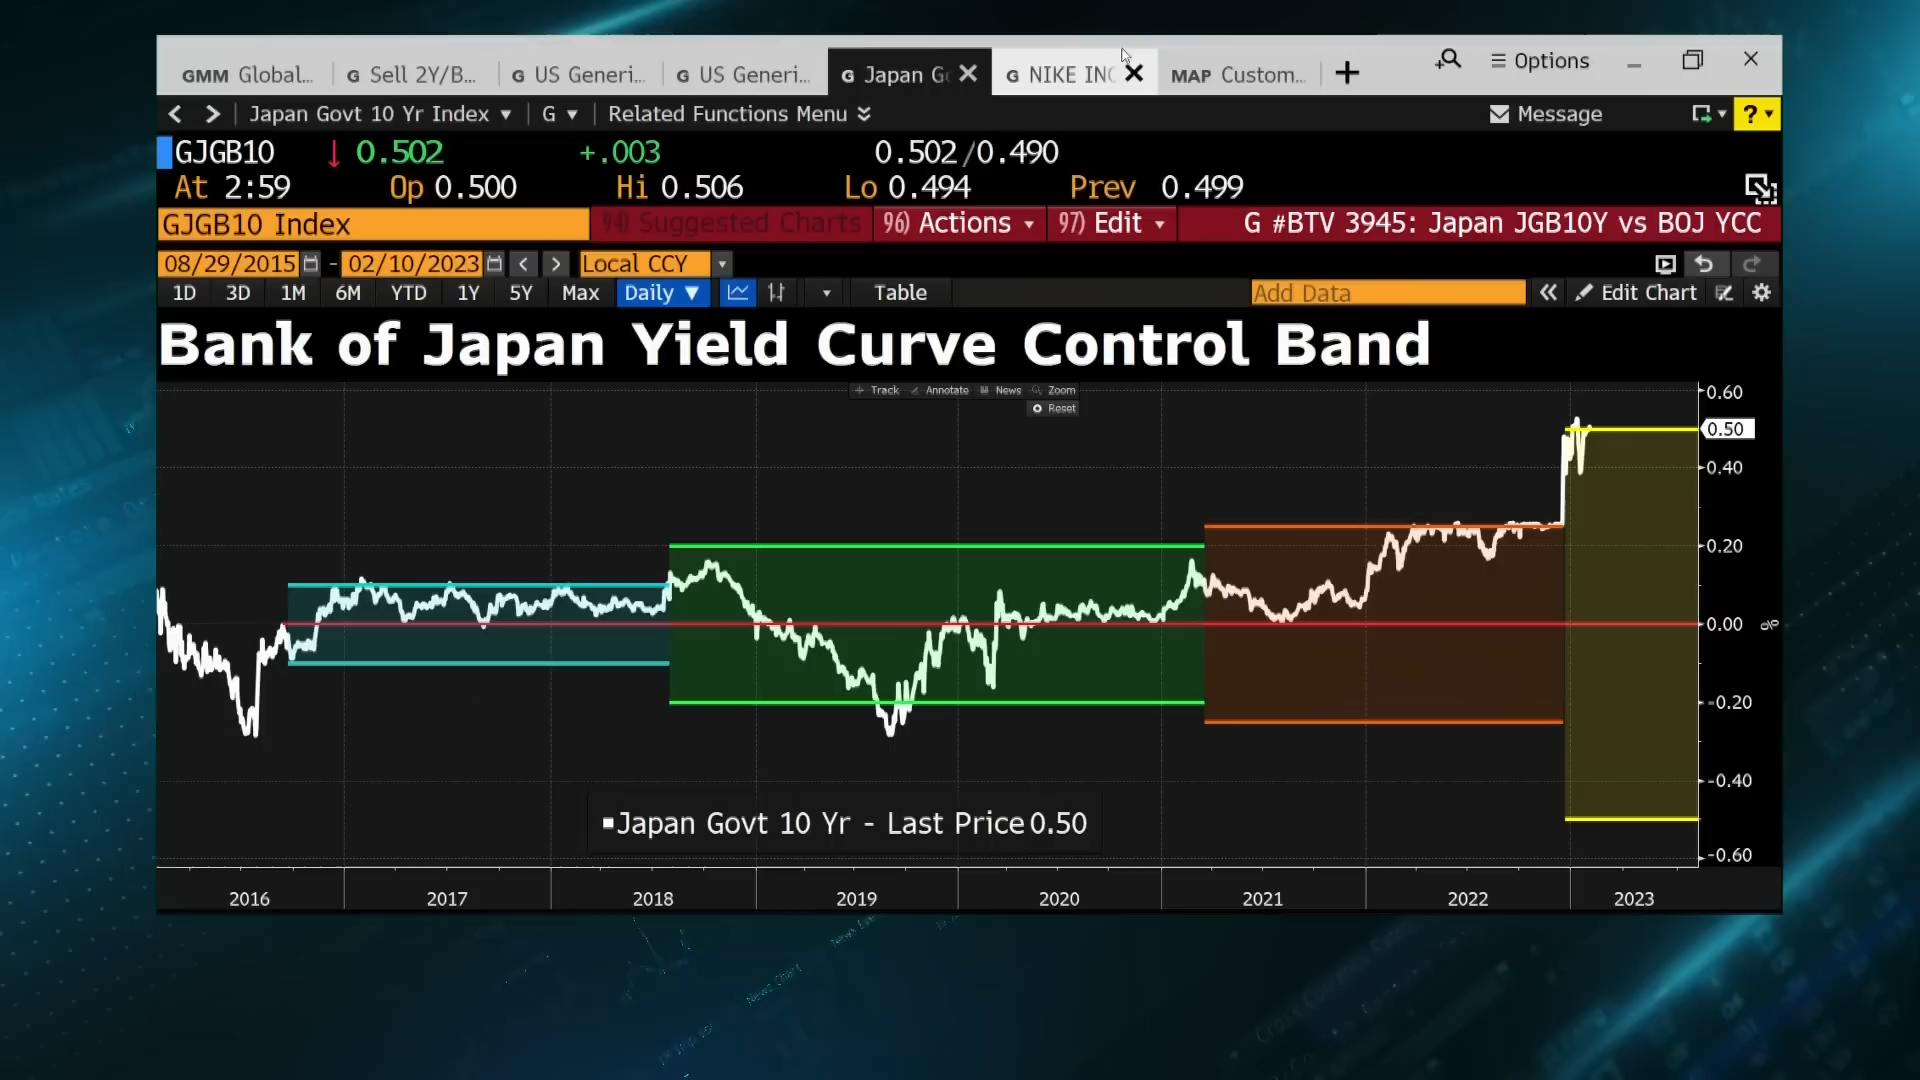 GMM Global...
G Sell 2Y/B...
G US Generi...
G US Generi...
G Japan G
G NIKE INC
MAP Custom...
Options
Japan Govt 10 Yr Index G Related Functions Menu
Message ?
GJGB10 ↓ 0.502 +.003 0.502/0.490
At 2:59 Op 0.500 Hi 0.506 Lo 0.494 Prev 0.499
GJGB10 Index 94) Suggested Charts 96) Actions 97) Edit G #BTV 3945: Japan JGB10Y vs BOJ YCC
08/29/2015 - 02/10/2023 Local CCY
1D 3D 1M 6M YTD 1Y 5Y Max Daily ▼ Table Add Data « Edit Chart
Bank of Japan Yield Curve Control Band
Track Annotate News Zoom
Reset
0.60
0.50
0.40
0.20
0.00
%
-0.20
-0.40
-0.60
Japan Govt 10 Yr - Last Price 0.50
2016 2017 2018 2019 2020 2021 2022 2023